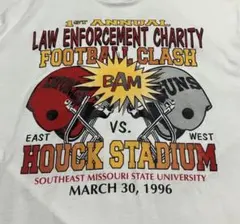 1ST ANNUAL
LAW ENFORCEMENT CHARITY
FOOTBALL CLASH
BAM
GUNS
EAST
VS.
WEST
HOUCK STADIUM
SOUTHEAST MISSOURI STATE UNIVERSITY
MARCH 30, 1996